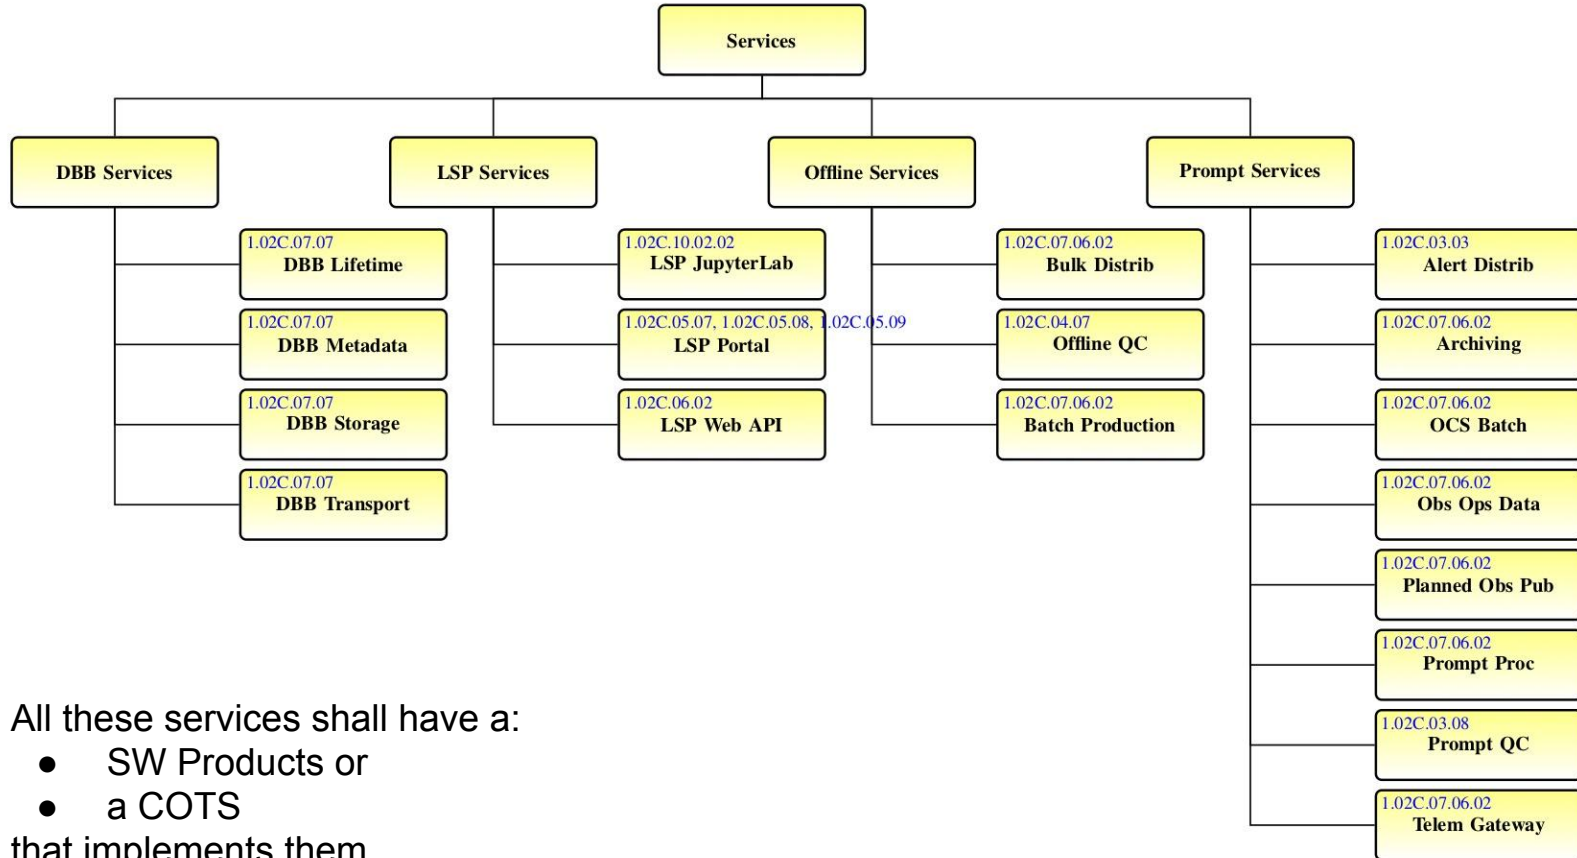 Services
DBB Services
LSP Services
Offline Services
Prompt Services
1.02C.07.07
DBB Lifetime
1.02C.07.07
DBB Metadata
1.02C.07.07
DBB Storage
1.02C.07.07
DBB Transport
1.02C.10.02.02
LSP JupyterLab
1.02C.05.07, 1.02C.05.08, 1.02C.05.09
LSP Portal
1.02C.06.02
LSP Web API
1.02C.07.06.02
Bulk Distrib
1.02C.04.07
Offline QC
1.02C.07.06.02
Batch Production
1.02C.03.03
Alert Distrib
1.02C.07.06.02
Archiving
1.02C.07.06.02
OCS Batch
1.02C.07.06.02
Obs Ops Data
1.02C.07.06.02
Planned Obs Pub
1.02C.07.06.02
Prompt Proc
1.02C.03.08
Prompt QC
1.02C.07.06.02
Telem Gateway
All these services shall have a:
● SW Products or
● a COTS
that implements them